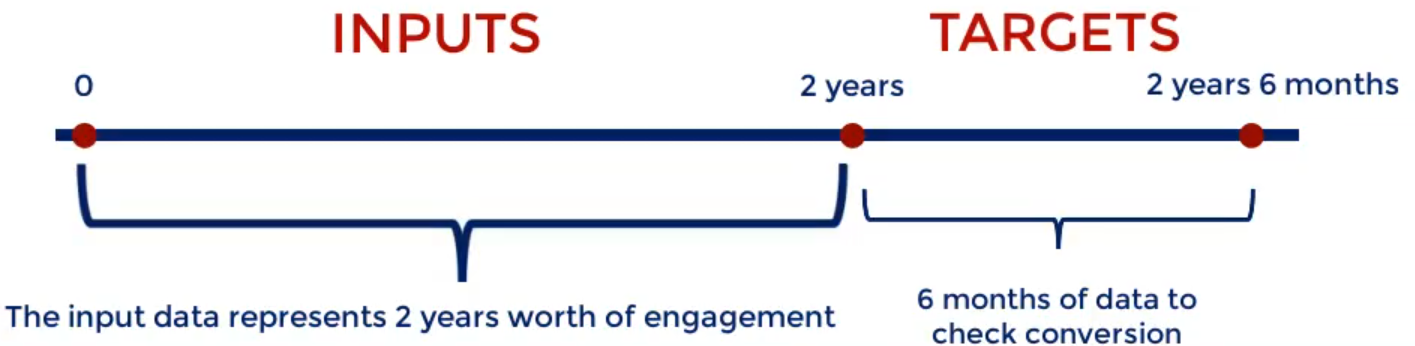 INPUTS
TARGETS
0
2 years
2 years 6 months
The input data represents 2 years worth of engagement
6 months of data to
check conversion